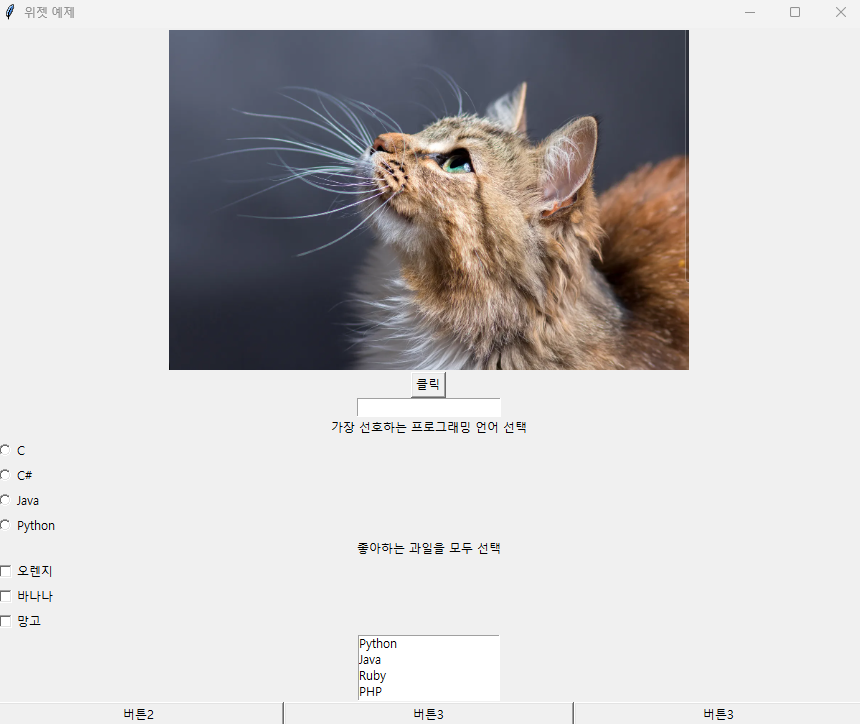 위젯 예제
클릭
가장 선호하는 프로그래밍 언어 선택
C
C#
Java
Python
좋아하는 과일을 모두 선택
오렌지
바나나
망고
Python
Java
Ruby
PHP
버튼2 버튼3 버튼3